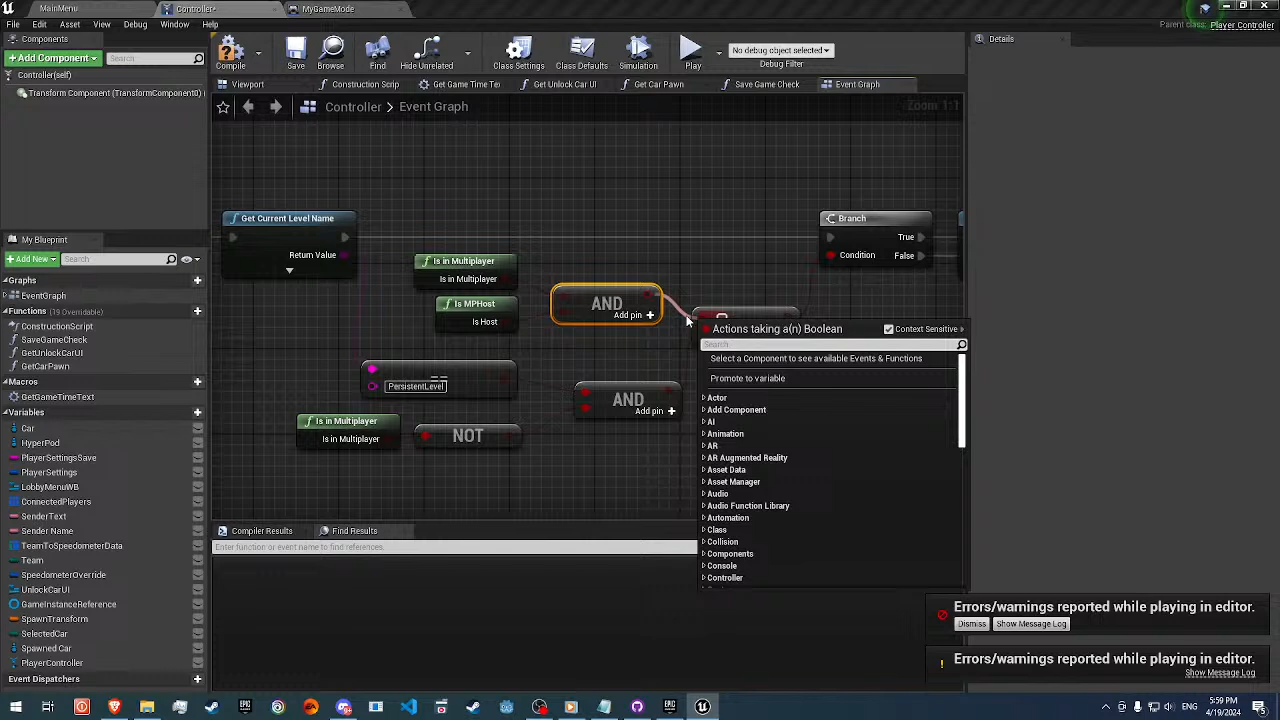 MainMenu
Controller*
MyGameMode
File
Edit
Asset
View
Debug
Window
Help
Parent class: Player Controller
Components
+Add Component
Search
Controller(self)
Transform Component (TransformComponent0)
Compile
Save
Browse
Find
Hide Unrelated
Class Settings
Class Defaults
Simulation
Play
No debug object selected
Debug Filter
Details
Viewport
Construction Scrip
Get Game Time Te
Get Unlock Car UI
Get Car Pawn
Save Game Check
Event Graph
Controller > Event Graph
Zoom 1:1
Get Current Level Name
Return Value
Is in Multiplayer
Is in Multiplayer
Is MPHost
Is Host
AND
Add pin +
Branch
True
Condition
False
==
PersistentLevel
AND
Add pin +
Is in Multiplayer
Is in Multiplayer
NOT
My Blueprint
+Add New
Search
Graphs
EventGraph
Functions (19 Overridable)
ConstructionScript
GetUnlockCarUI
GetCarPawn
Macros
GetGameTimeText
Variables
Car
HyperPod
PlayerSettingsSave
PlayerSettings
LobbyMenuWB
ConnectedPlayers
SenderText
Sender Name
TeamToSpeedometerData
Team
SpeedometerOverride
UnlockCarUI
GameInstanceReference
SpawnTransform
SelectedCar
Spawned Car
PlayerController
Event Dispatchers
Compiler Results
Find Results
Enter function or event name to find references.
Actions taking a(n) Boolean
Context Sensitive
Search
Select a Component to see available Events & Functions
Promote to variable
Actor
Add Component
AI
Animation
AR
AR Augmented Reality
Asset Data
Asset Manager
Audio
Audio Function Library
Automation
Class
Collision
Components
Console
Controller
Errors/warnings reported while playing in editor.
Dismiss
Show Message Log
Errors/warnings reported while playing in editor.
Show Message Log
5:59 PM
4/19/2024